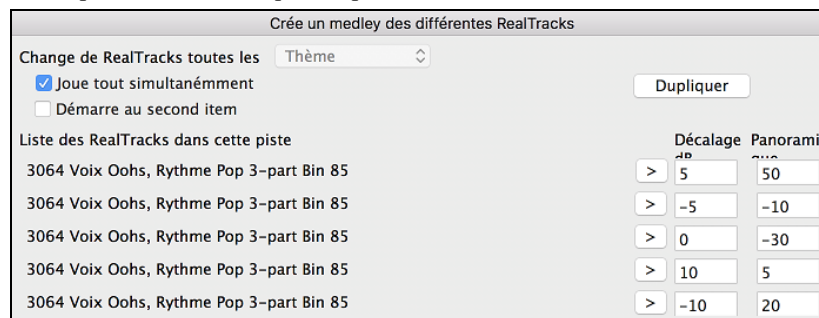 Crée un medley des différentes RealTracks
Change de RealTracks toutes les Thème
Joue tout simultanémment
Dupliquer
Démarre au second item
Liste des RealTracks dans cette piste Décalage Panorami
3064 Voix Oohs, Rythme Pop 3-part Bin 85 > 5 50
3064 Voix Oohs, Rythme Pop 3-part Bin 85 > -5 -10
3064 Voix Oohs, Rythme Pop 3-part Bin 85 > 0 -30
3064 Voix Oohs, Rythme Pop 3-part Bin 85 > 10 5
3064 Voix Oohs, Rythme Pop 3-part Bin 85 > -10 20